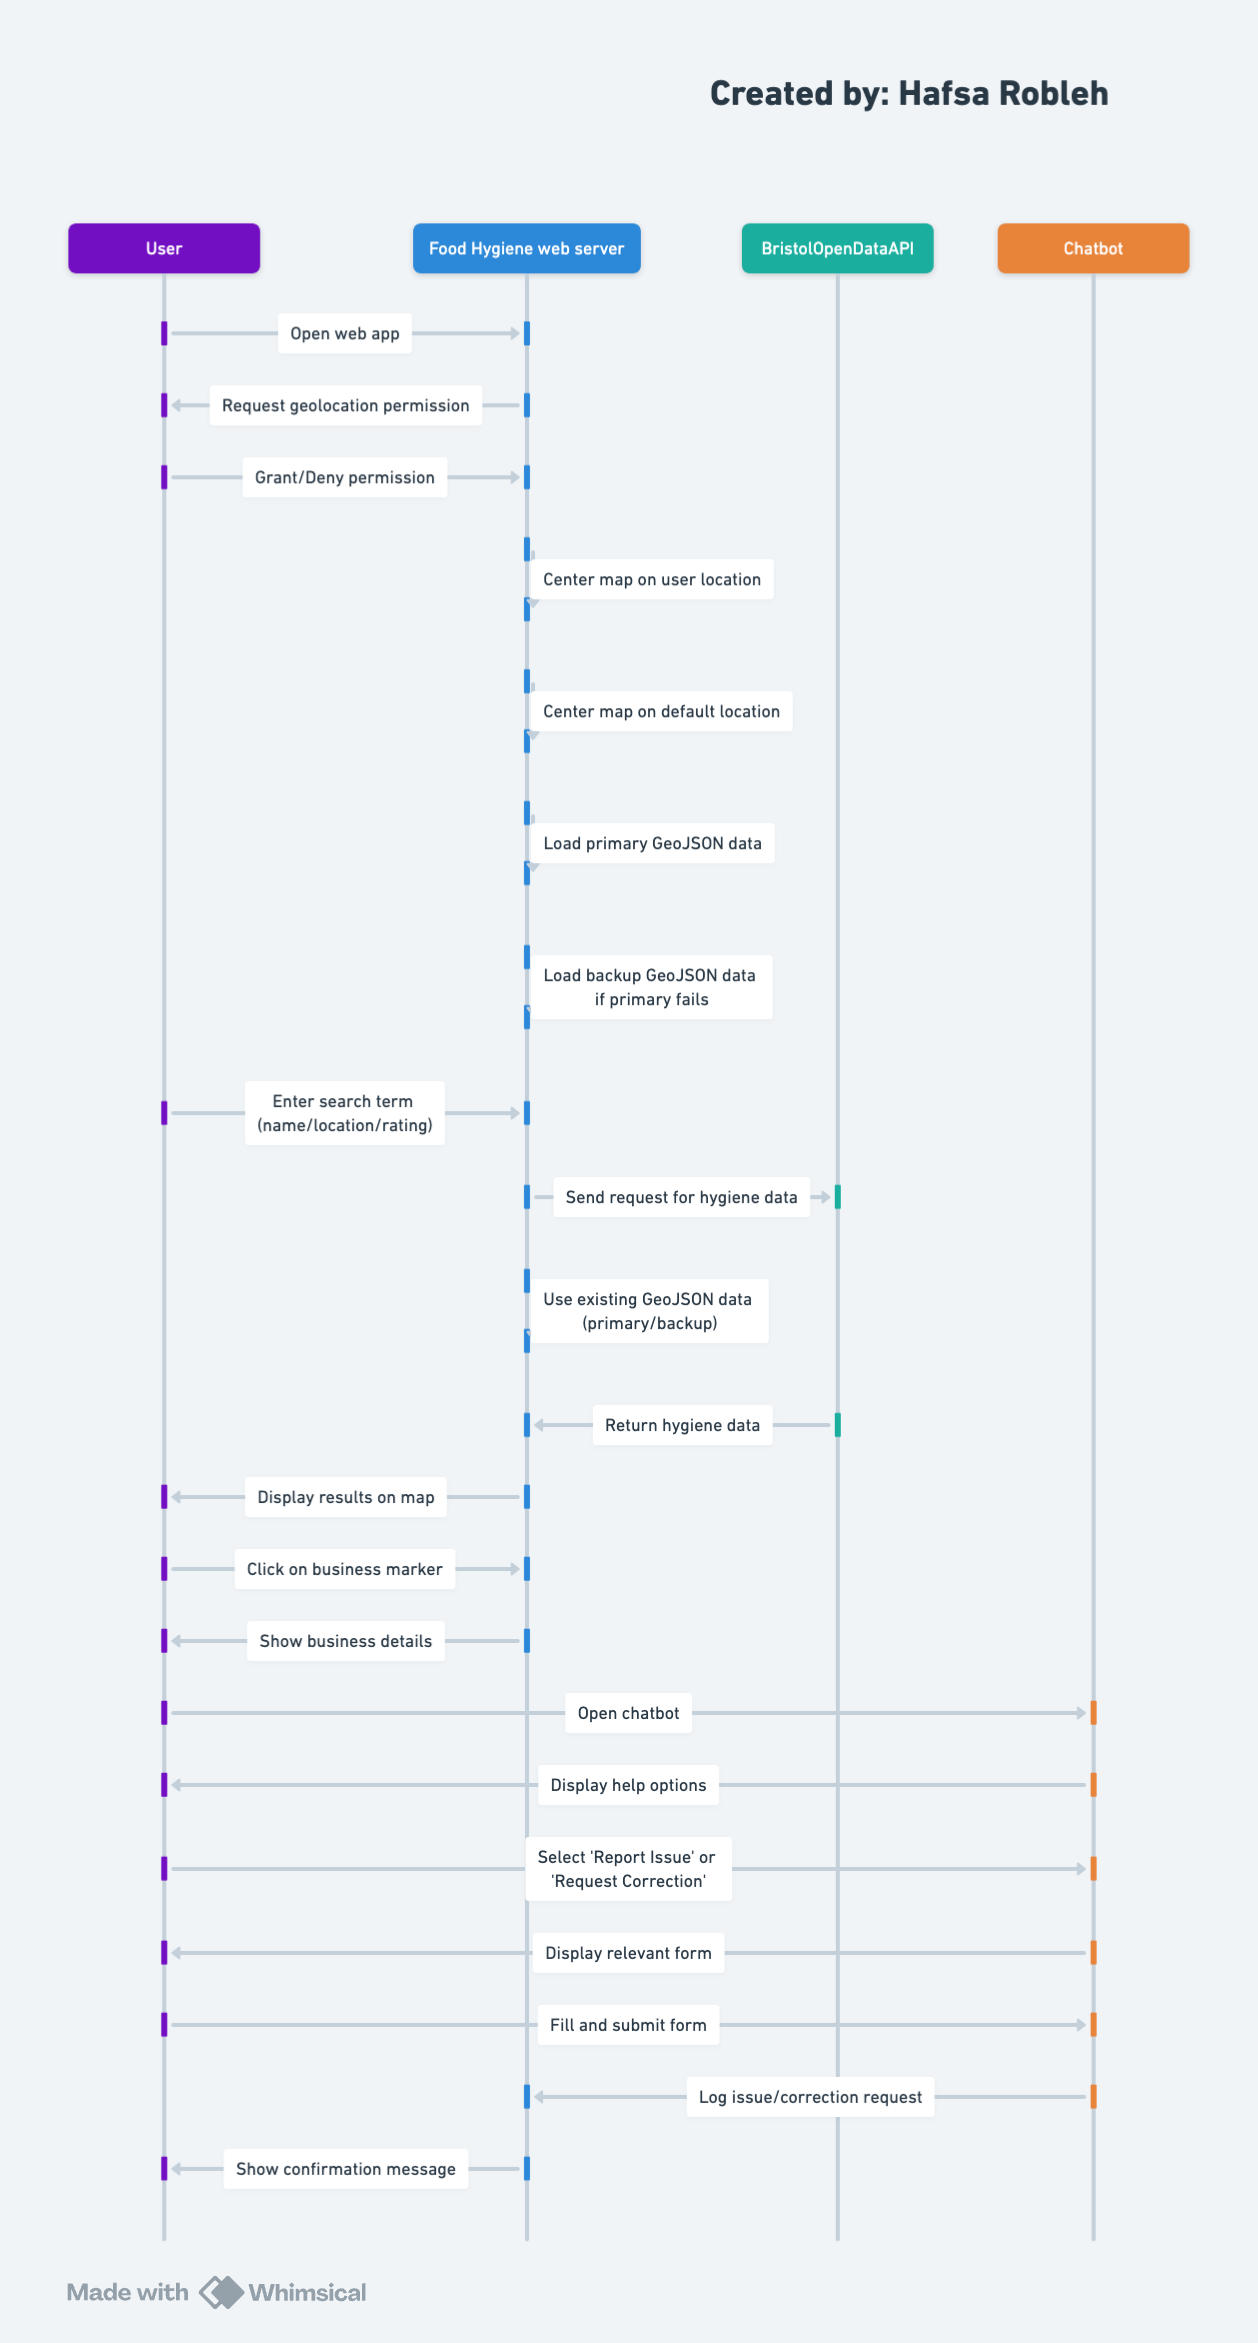 Created by: Hafsa Robleh
User
Food Hygiene web server
BristolOpenDataAPI
Chatbot
Open web app
Request geolocation permission
Grant/Deny permission
Center map on user location
Center map on default location
Load primary GeoJSON data
Load backup GeoJSON data
if primary fails
Enter search term
(name/location/rating)
Send request for hygiene data
Use existing GeoJSON data
(primary/backup)
Return hygiene data
Display results on map
Click on business marker
Show business details
Open chatbot
Display help options
Select 'Report Issue' or
'Request Correction'
Display relevant form
Fill and submit form
Log issue/correction request
Show confirmation message
Made with Whimsical